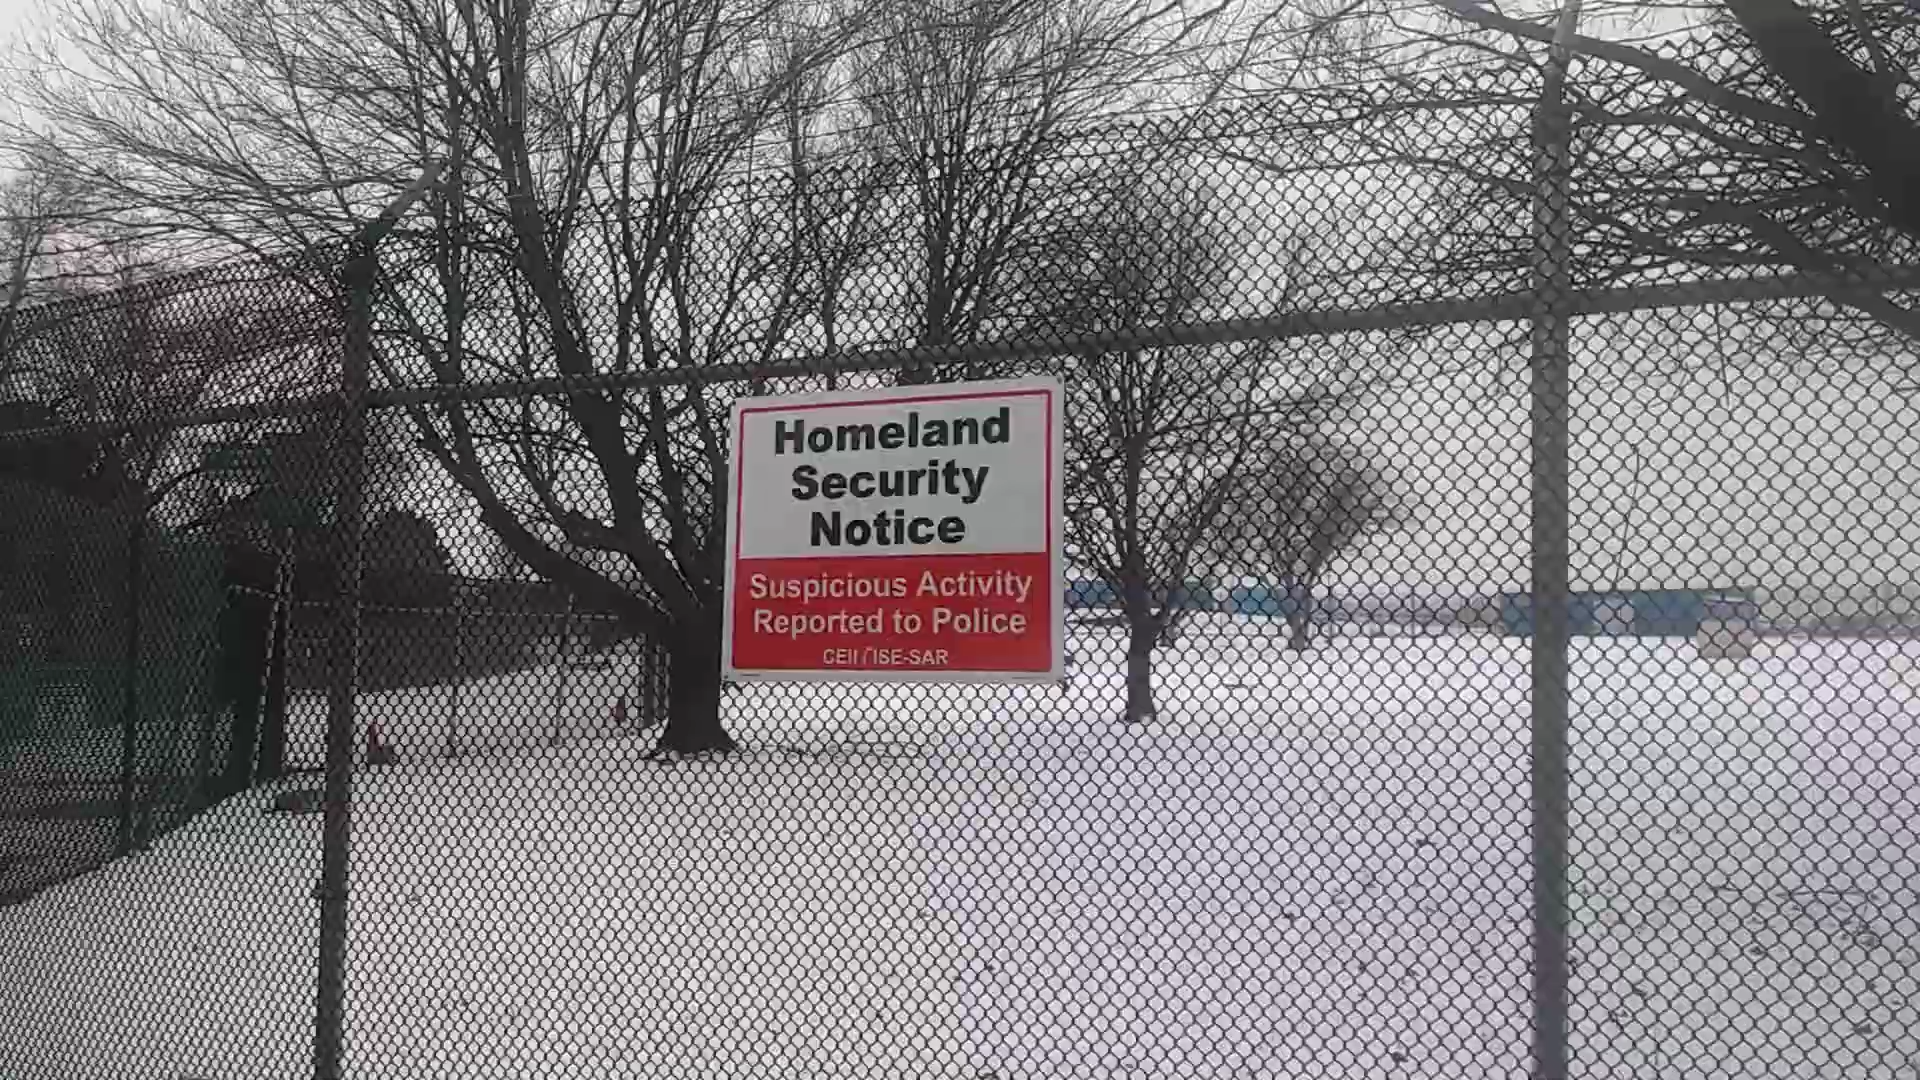 Homeland
Security
Notice
Suspicious Activity
Reported to Police
CEII / ISE-SAR